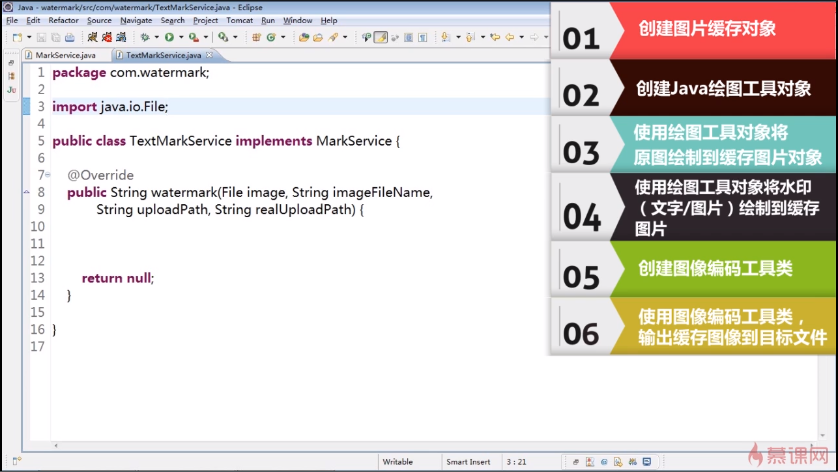 Java - watermark/src/com/watermark/TextMarkService.java - Eclipse
File Edit Refactor Source Navigate Search Project Tomcat Run Window Help
MarkService.java
TextMarkService.java
1 package com.watermark;
2
3 import java.io.File;
4
5 public class TextMarkService implements MarkService {
6
7 @Override
8 public String watermark(File image, String imageFileName,
9 String uploadPath, String realUploadPath) {
10
11
12
13 return null;
14 }
15
16 }
17
01 创建图片缓存对象
02 创建Java绘图工具对象
03 使用绘图工具对象将
原图绘制到缓存图片对象
04 使用绘图工具对象将水印
（文字/图片）绘制到缓存
图片
05 创建图像编码工具类
06 使用图像编码工具类，
输出缓存图像到目标文件
Writable
Smart Insert
3 : 21
慕课网